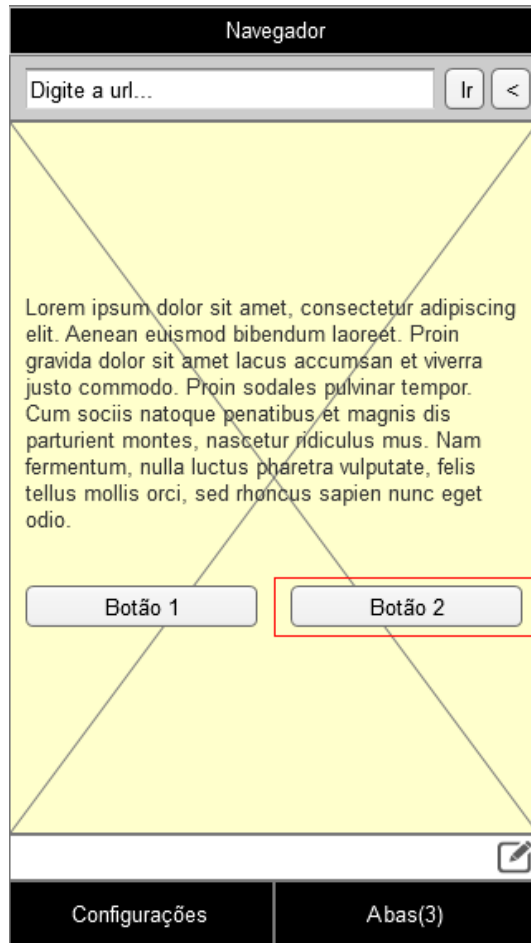 Navegador
Digite a url...
Ir
<
Lorem ipsum dolor sit amet, consectetur adipiscing
elit. Aenean euismod bibendum laoreet. Proin
gravida dolor sit amet lacus accumsan et viverra
justo commodo. Proin sodales pulvinar tempor.
Cum sociis natoque penatibus et magnis dis
parturient montes, nascetur ridiculus mus. Nam
fermentum, nulla luctus pharetra vulputate, felis
tellus mollis orci, sed rhoncus sapien nunc eget
odio.
Botão 1
Botão 2
Configurações
Abas(3)